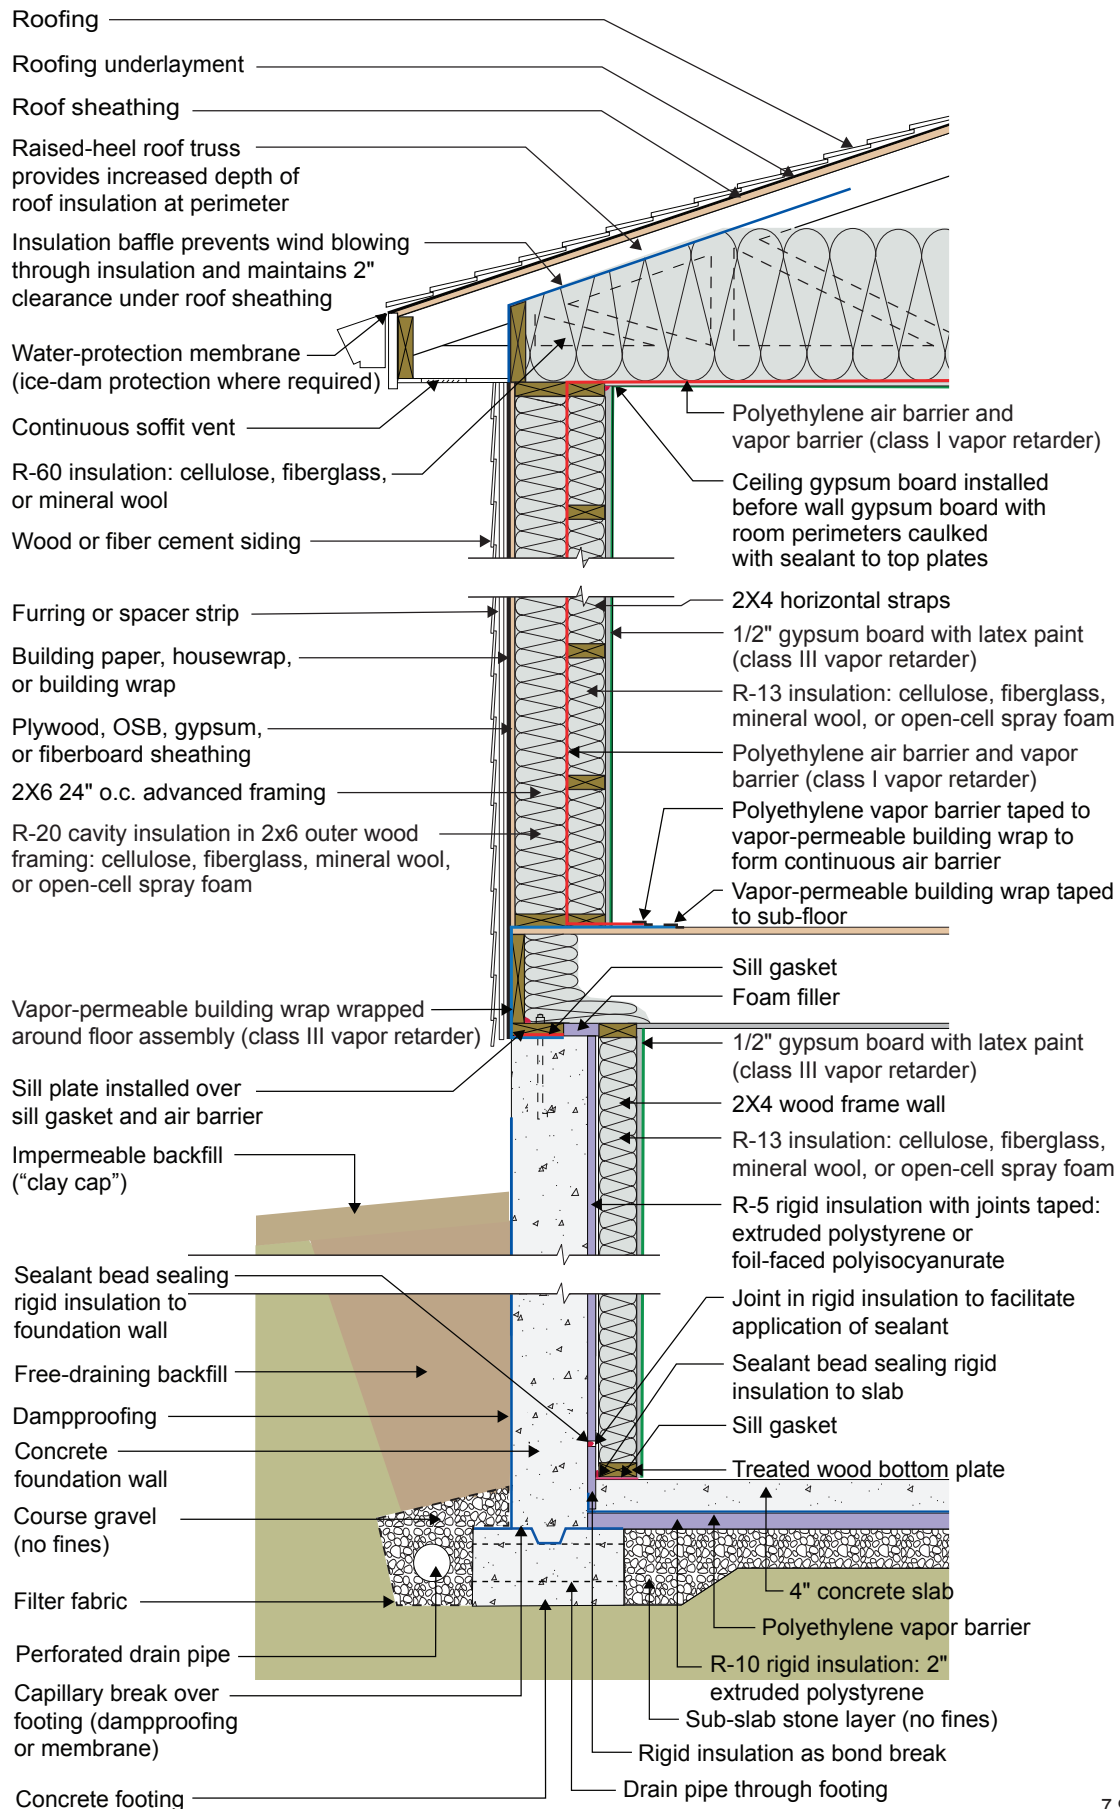 Roofing
Roofing underlayment
Roof sheathing
Raised-heel roof truss
provides increased depth of
roof insulation at perimeter
Insulation baffle prevents wind blowing
through insulation and maintains 2"
clearance under roof sheathing
Water-protection membrane
(ice-dam protection where required)
Continuous soffit vent
R-60 insulation: cellulose, fiberglass,
or mineral wool
Wood or fiber cement siding
Furring or spacer strip
Building paper, housewrap,
or building wrap
Plywood, OSB, gypsum,
or fiberboard sheathing
2X6 24" o.c. advanced framing
R-20 cavity insulation in 2x6 outer wood
framing: cellulose, fiberglass, mineral wool,
or open-cell spray foam
Vapor-permeable building wrap wrapped
around floor assembly (class III vapor retarder)
Sill plate installed over
sill gasket and air barrier
Impermeable backfill
(“clay cap”)
Sealant bead sealing
rigid insulation to
foundation wall
Free-draining backfill
Dampproofing
Concrete
foundation wall
Course gravel
(no fines)
Filter fabric
Perforated drain pipe
Capillary break over
footing (dampproofing
or membrane)
Concrete footing
Polyethylene air barrier and
vapor barrier (class I vapor retarder)
Ceiling gypsum board installed
before wall gypsum board with
room perimeters caulked
with sealant to top plates
2X4 horizontal straps
1/2" gypsum board with latex paint
(class III vapor retarder)
R-13 insulation: cellulose, fiberglass,
mineral wool, or open-cell spray foam
Polyethylene air barrier and vapor
barrier (class I vapor retarder)
Polyethylene vapor barrier taped to
vapor-permeable building wrap to
form continuous air barrier
Vapor-permeable building wrap taped
to sub-floor
Sill gasket
Foam filler
1/2" gypsum board with latex paint
(class III vapor retarder)
2X4 wood frame wall
R-13 insulation: cellulose, fiberglass,
mineral wool, or open-cell spray foam
R-5 rigid insulation with joints taped:
extruded polystyrene or
foil-faced polyisocyanurate
Joint in rigid insulation to facilitate
application of sealant
Sealant bead sealing rigid
insulation to slab
Sill gasket
Treated wood bottom plate
4" concrete slab
Polyethylene vapor barrier
R-10 rigid insulation: 2"
extruded polystyrene
Sub-slab stone layer (no fines)
Rigid insulation as bond break
Drain pipe through footing